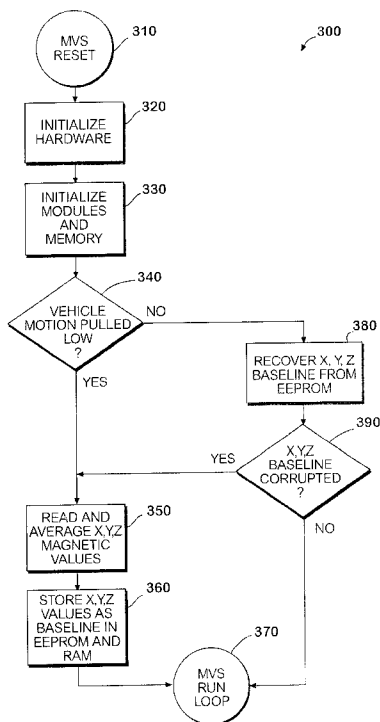 300
310
MVS
RESET
320
INITIALIZE
HARDWARE
330
INITIALIZE
MODULES
AND
MEMORY
340
VEHICLE
MOTION PULLED
LOW
?
NO
YES
380
RECOVER X, Y, Z
BASELINE FROM
EEPROM
390
X,Y,Z
BASELINE
CORRUPTED
?
YES
NO
350
READ AND
AVERAGE X,Y,Z
MAGNETIC
VALUES
360
STORE X,Y,Z
VALUES AS
BASELINE IN
EEPROM AND
RAM
370
MVS
RUN
LOOP